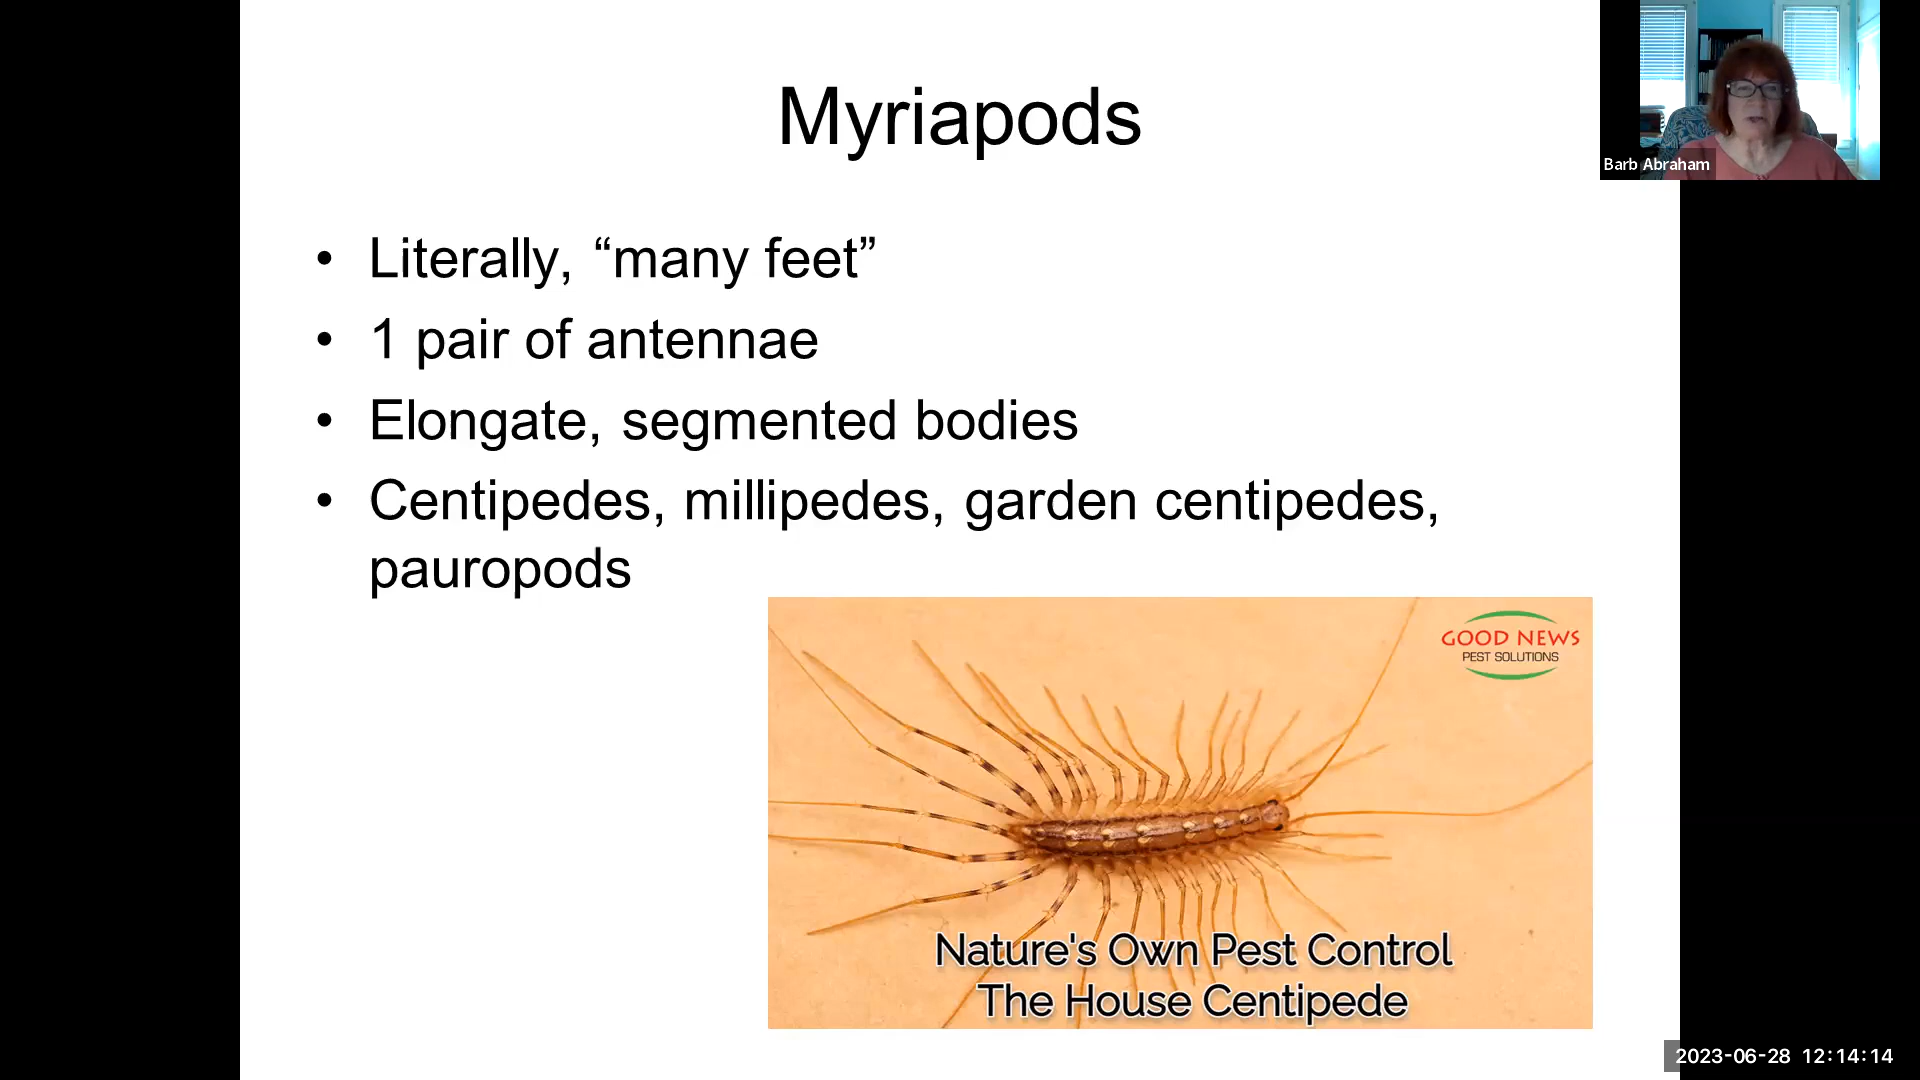 Myriapods
Barb Abraham
• Literally, “many feet”
• 1 pair of antennae
• Elongate, segmented bodies
• Centipedes, millipedes, garden centipedes,
pauropods
GOOD NEWS
PEST SOLUTIONS
Nature's Own Pest Control
The House Centipede
2023-06-28 12:14:14